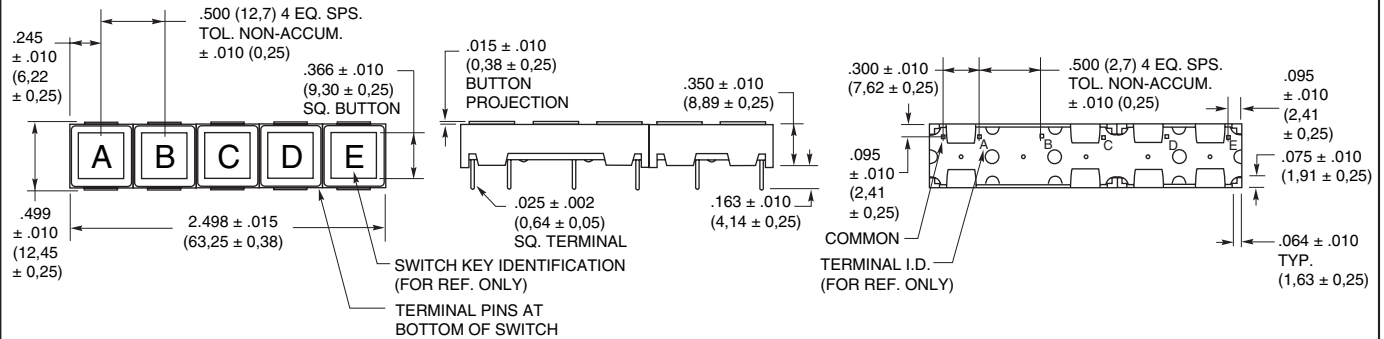 .500 (12,7) 4 EQ. SPS.
TOL. NON-ACCUM.
± .010 (0,25)
.245
± .010
(6,22
± 0,25)
.366 ± .010
(9,30 ± 0,25)
SQ. BUTTON
A B C D E
.499
± .010
(12,45
± 0,25)
2.498 ± .015
(63,25 ± 0,38)
SWITCH KEY IDENTIFICATION
(FOR REF. ONLY)
TERMINAL PINS AT
BOTTOM OF SWITCH
.015 ± .010
(0,38 ± 0,25)
BUTTON
PROJECTION
.350 ± .010
(8,89 ± 0,25)
.025 ± .002
(0,64 ± 0,05)
SQ. TERMINAL
.163 ± .010
(4,14 ± 0,25)
.300 ± .010
(7,62 ± 0,25)
.500 (2,7) 4 EQ. SPS.
TOL. NON-ACCUM.
± .010 (0,25)
.095
± .010
(2,41
± 0,25)
A B C D E
.095
± .010
(2,41
± 0,25)
.075 ± .010
(1,91 ± 0,25)
COMMON
TERMINAL I.D.
(FOR REF. ONLY)
.064 ± .010
TYP.
(1,63 ± 0,25)